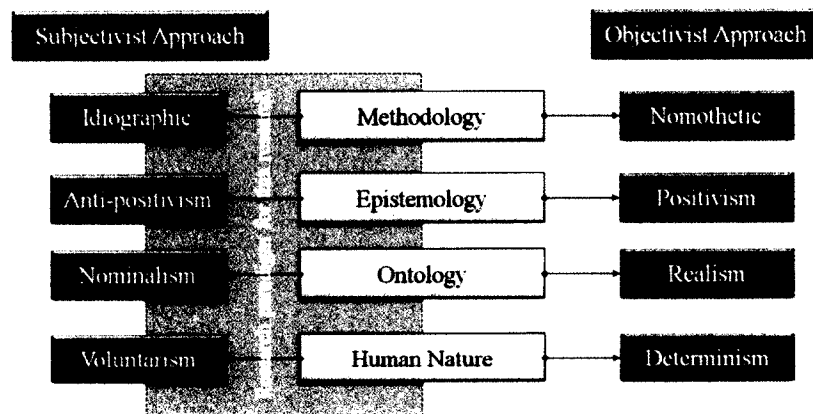 Subjectivist Approach
Objectivist Approach
Idiographic
Methodology
Nomothetic
Anti-positivism
Epistemology
Positivism
Nominalism
Ontology
Realism
Voluntarism
Human Nature
Determinism